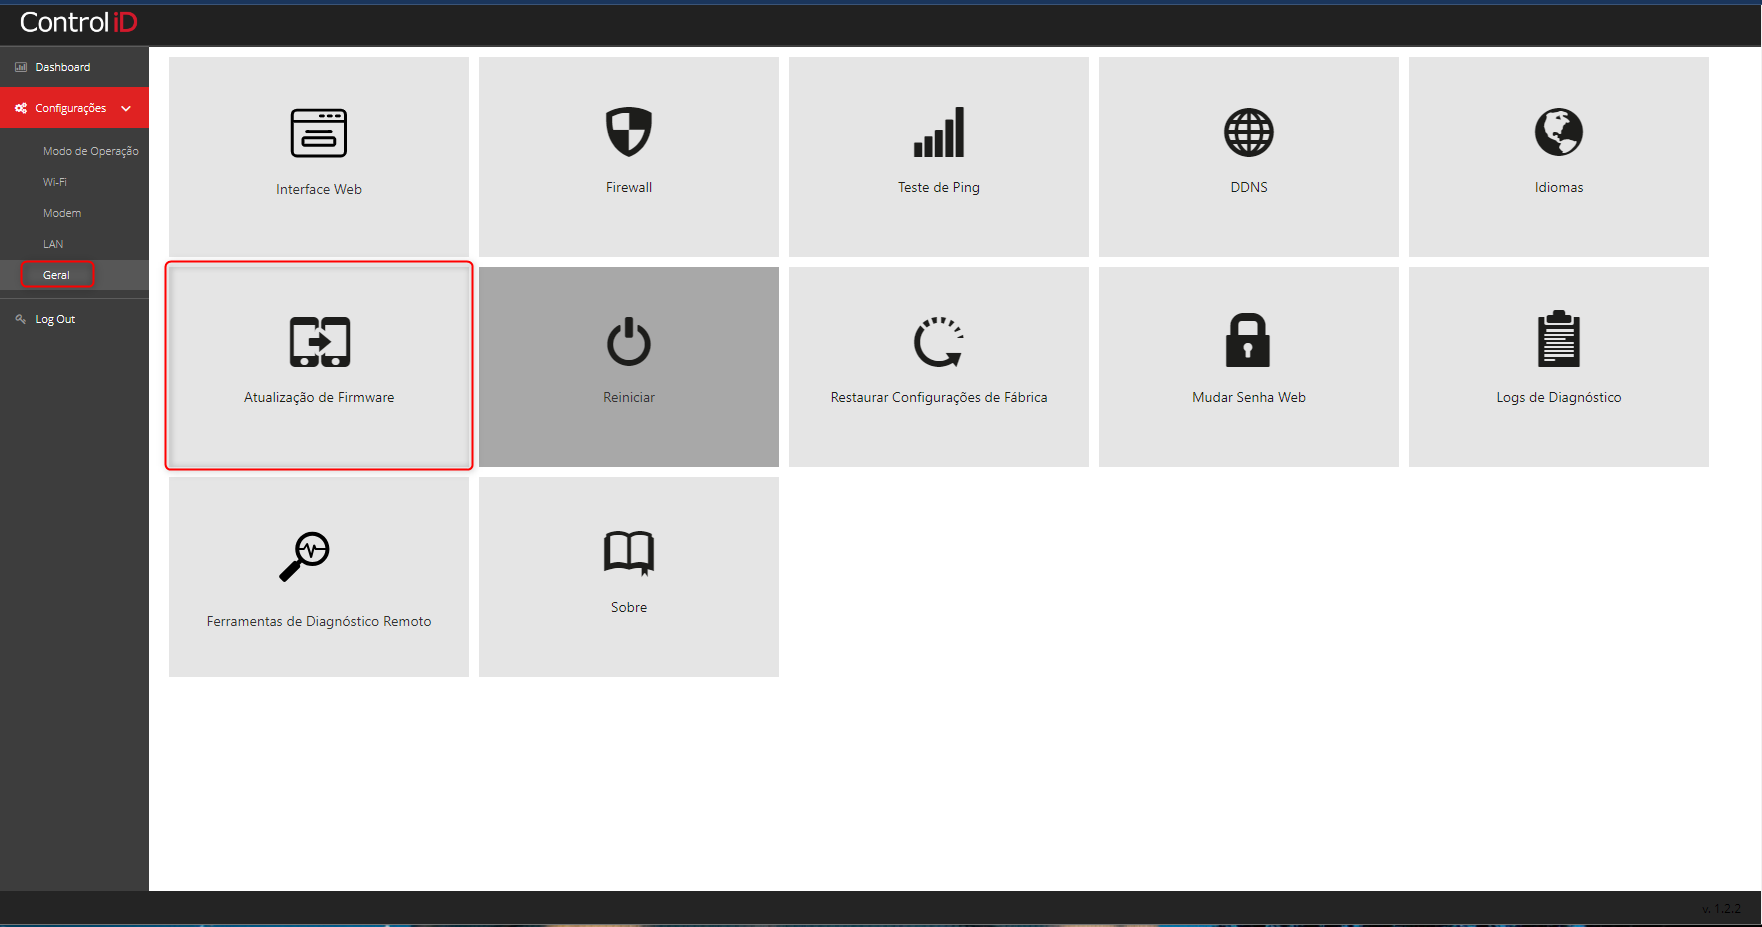 Control iD
Dashboard
Configurações
Modo de Operação
Wi-Fi
Modem
LAN
Geral
Log Out
Interface Web
Firewall
Teste de Ping
DDNS
Idiomas
Atualização de Firmware
Reiniciar
Restaurar Configurações de Fábrica
Mudar Senha Web
Logs de Diagnóstico
Ferramentas de Diagnóstico Remoto
Sobre
v. 1.2.2